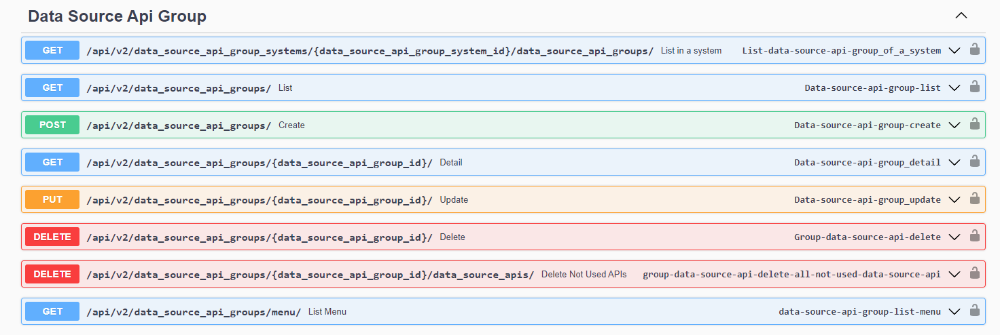 Data Source Api Group
GET /api/v2/data_source_api_group_systems/{data_source_api_group_system_id}/data_source_api_groups/ List in a system List-data-source-api-group_of_a_system
GET /api/v2/data_source_api_groups/ List Data-source-api-group-list
POST /api/v2/data_source_api_groups/ Create Data-source-api-group-create
GET /api/v2/data_source_api_groups/{data_source_api_group_id}/ Detail Data-source-api-group_detail
PUT /api/v2/data_source_api_groups/{data_source_api_group_id}/ Update Data-source-api-group_update
DELETE /api/v2/data_source_api_groups/{data_source_api_group_id}/ Delete Group-data-source-api-delete
DELETE /api/v2/data_source_api_groups/{data_source_api_group_id}/data_source_apis/ Delete Not Used APIs group-data-source-api-delete-all-not-used-data-source-api
GET /api/v2/data_source_api_groups/menu/ List Menu data-source-api-group-list-menu